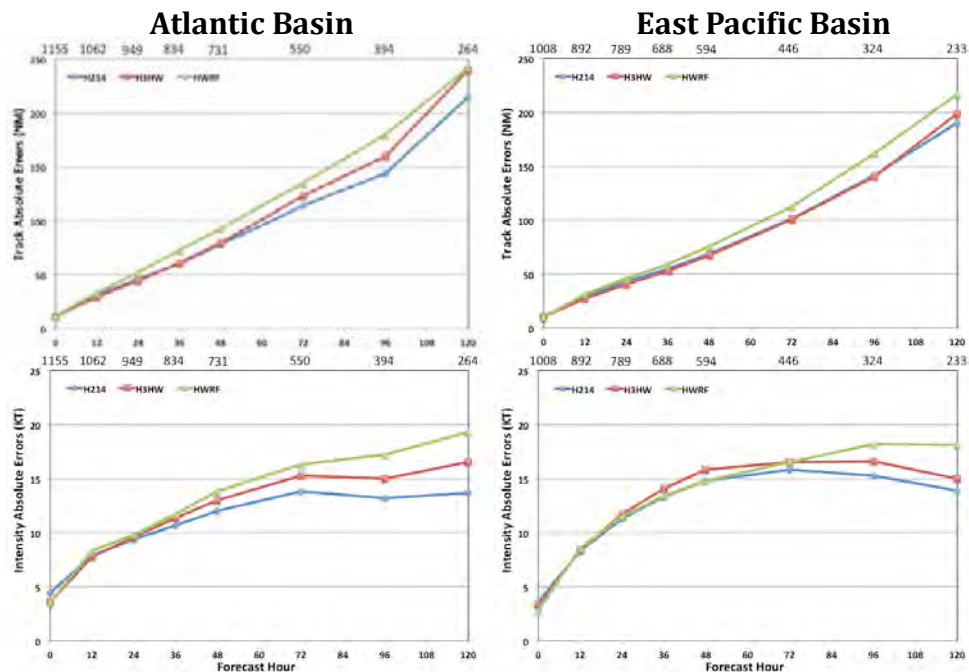 Atlantic Basin
East Pacific Basin
1155 1062 949 834 731 550 394 264
H214 H3HW HWRF
Track Absolute Errors (NM)
250
200
150
100
50
0
0 12 24 36 48 60 72 84 96 108 120
1008 892 789 688 594 446 324 233
H214 H3HW HWRF
Track Absolute Errors (NM)
250
200
150
100
50
0
0 12 24 36 48 60 72 84 96 108 120
1155 1062 949 834 731 550 394 264
H214 H3HW HWRF
Intensity Absolute Errors (KT)
25
20
15
10
5
0
0 12 24 36 48 60 72 84 96 108 120
Forecast Hour
1008 892 789 688 594 446 324 233
H214 H3HW HWRF
Intensity Absolute Errors (KT)
25
20
15
10
5
0
0 12 24 36 48 60 72 84 96 108 120
Forecast Hour